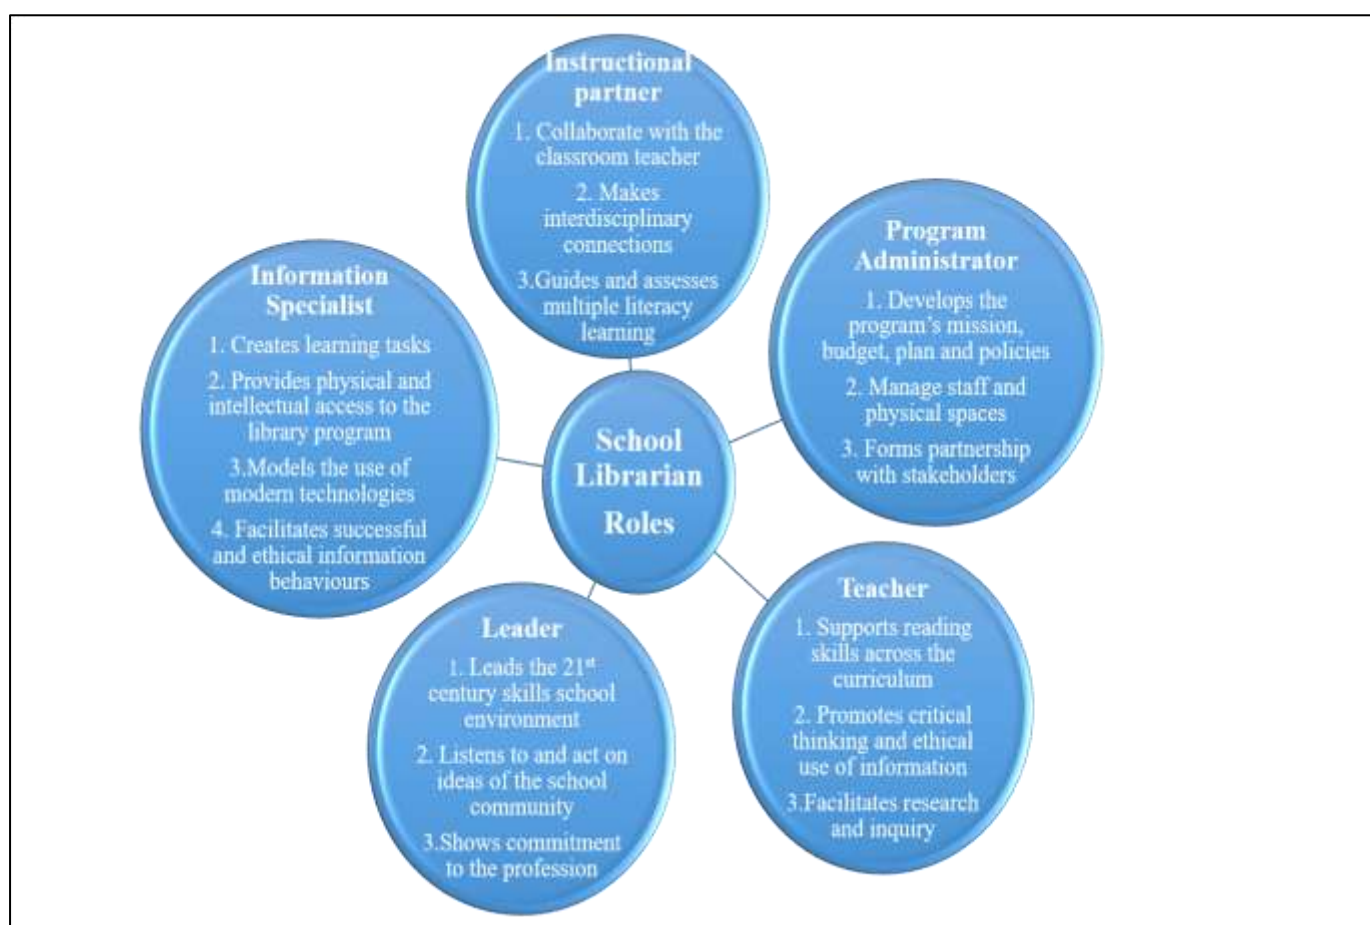 Instructional
partner
1. Collaborate with the
classroom teacher
2. Makes
interdisciplinary
connections
3.Guides and assesses
multiple literacy
learning
Program
Administrator
1. Develops the
program’s mission,
budget, plan and policies
2. Manage staff and
physical spaces
3. Forms partnership
with stakeholders
Information
Specialist
1. Creates learning tasks
2. Provides physical and
intellectual access to the
library program
3.Models the use of
modern technologies
4. Facilitates successful
and ethical information
behaviours
School
Librarian
Roles
Teacher
1. Supports reading
skills across the
curriculum
2. Promotes critical
thinking and ethical
use of information
3.Facilitates research
and inquiry
Leader
1. Leads the 21st
century skills school
environment
2. Listens to and act on
ideas of the school
community
3.Shows commitment
to the profession